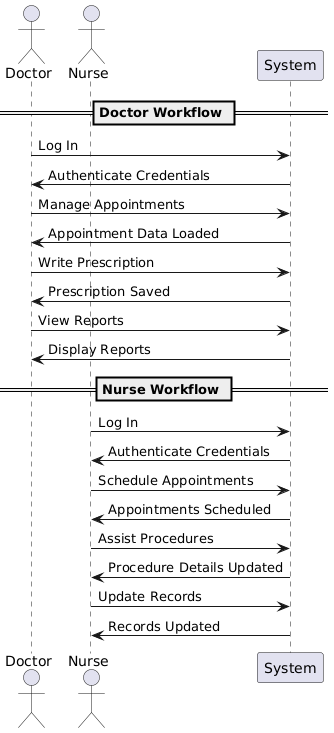 Doctor Nurse System
Doctor Workflow
Log In
Authenticate Credentials
Manage Appointments
Appointment Data Loaded
Write Prescription
Prescription Saved
View Reports
Display Reports
Nurse Workflow
Log In
Authenticate Credentials
Schedule Appointments
Appointments Scheduled
Assist Procedures
Procedure Details Updated
Update Records
Records Updated
Doctor Nurse System